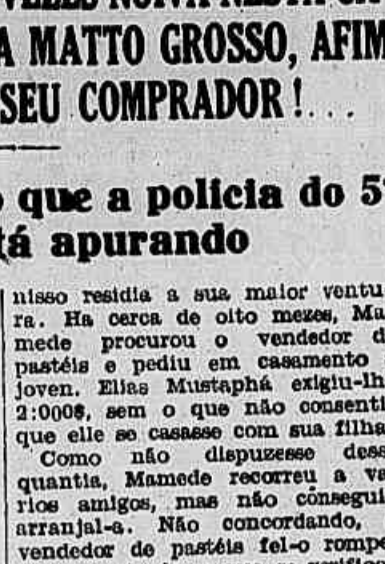 A MATTO GROSSO, AFIM
SEU COMPRADOR!...
que a policia do 5º
tá apurando
nisso residia a sua maior ventu-
ra. Ha cerca de oito mezes, Ma-
mede procurou o vendedor d
pastéis e pediu em casamento
joven. Elias Mustaphá exigiu-lh
2:000$, sem o que não consenti
que elle se casasse com sua filha
Como não dispuzesse dess
quantia, Mamede recorreu a va-
rios amigos, mas não conseguiu
arranjal-a. Não concordando,
vendedor de pastéis fel-o rompe